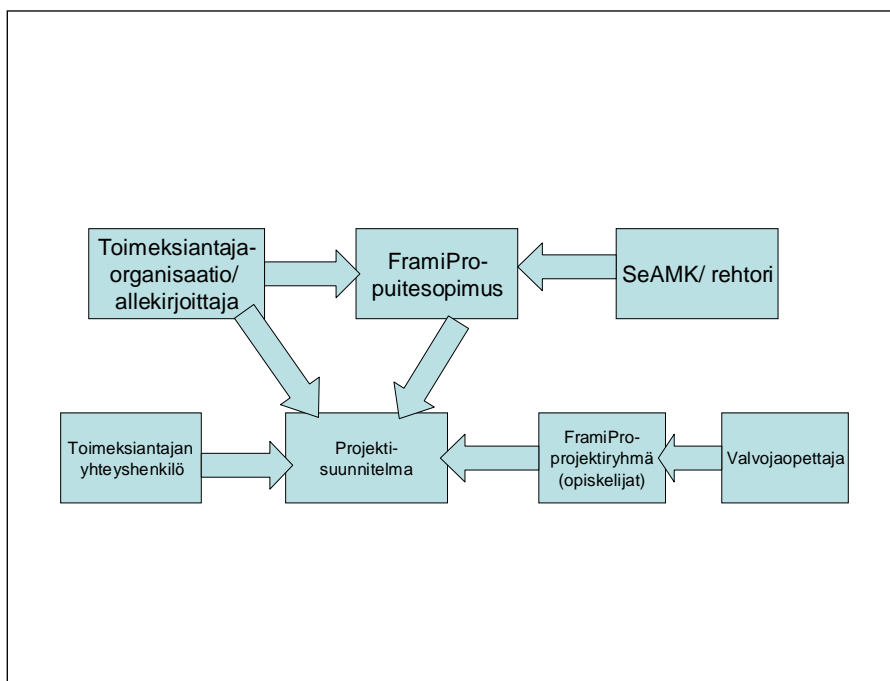 Toimeksiantaja-
organisaatio/
allekirjoittaja
FramiPro-
puitesopimus
SeAMK/ rehtori
Toimeksiantajan
yhteyshenkilö
Projekti-
suunnitelma
FramiPro-
projektiryhmä
(opiskelijat)
Valvojaopettaja